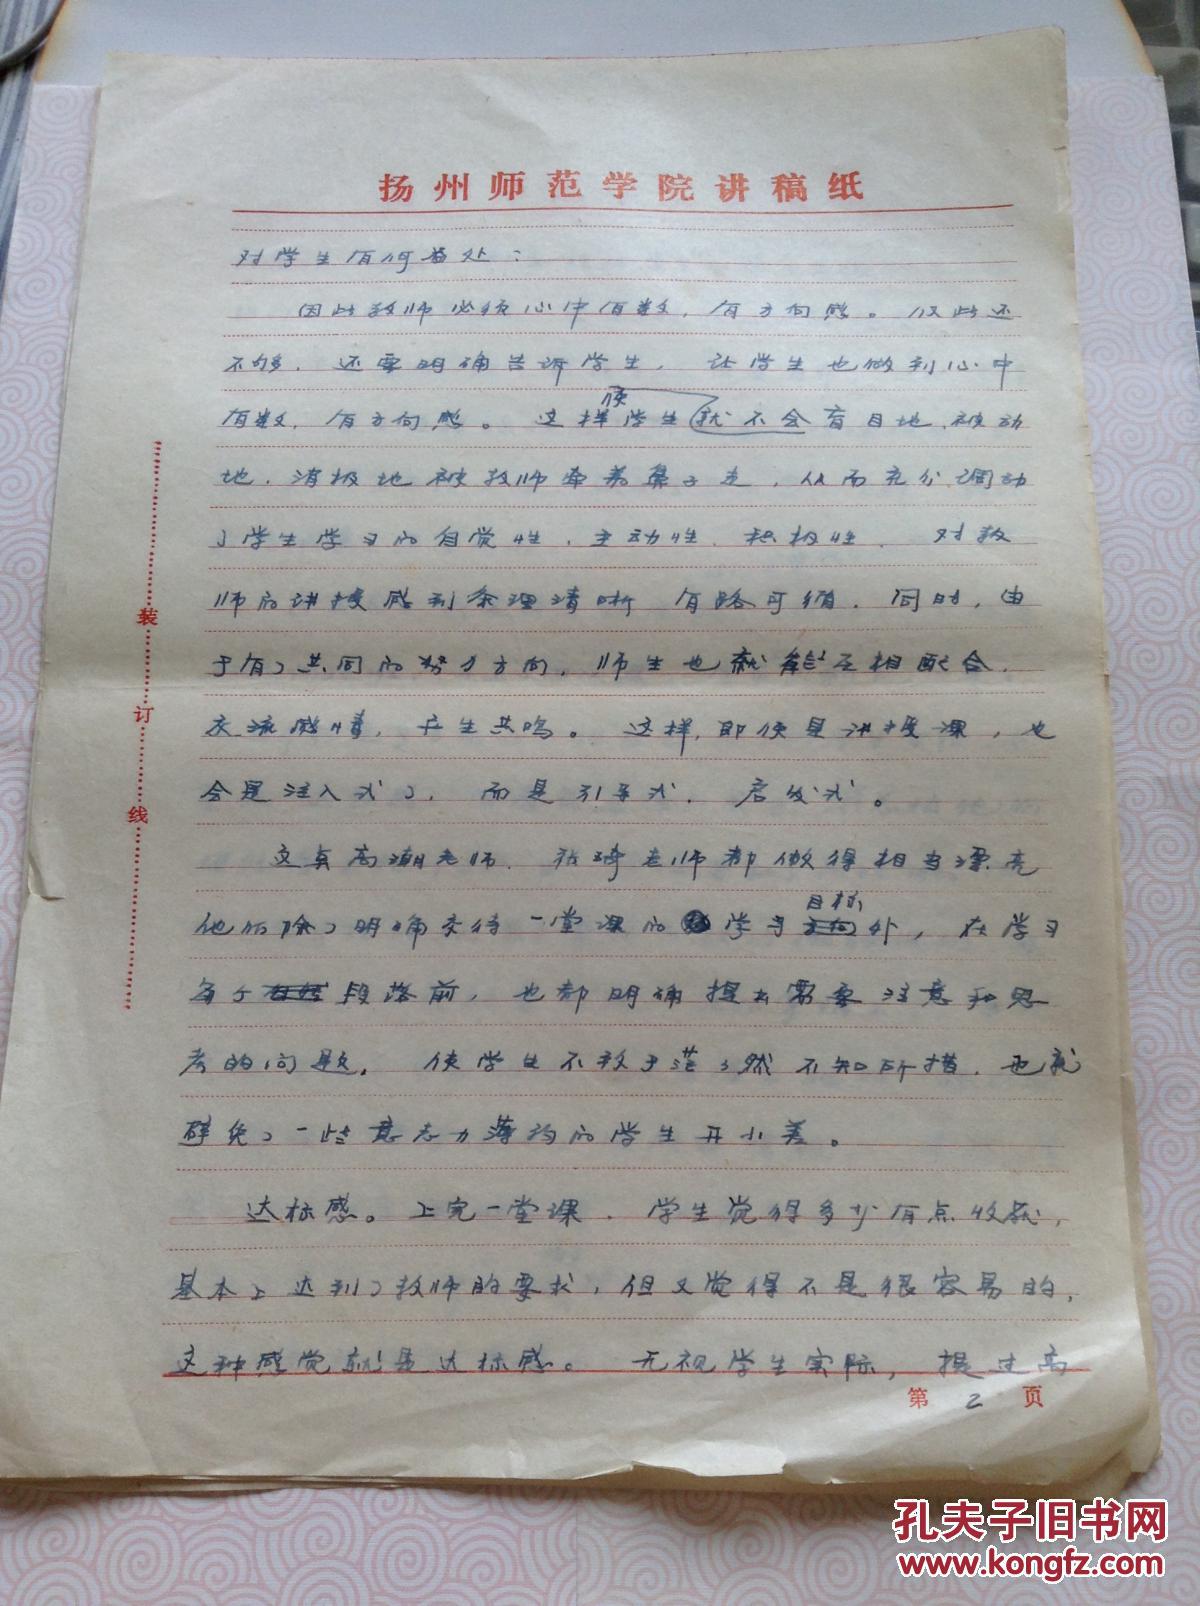 扬州师范学院讲稿纸
对学生有何益处：
因此教师必须心中有数，有方向感。仅此还
不够，还要明确告诉学生，让学生也做到心中
有数，有方向感。这样学生就不会盲目地、被动
使
地、消极地被教师牵着鼻子走，从而充分调动
了学生学习的自觉性、主动性、积极性，对教
师的讲授感到条理清晰 有路可循。同时，由
于有了共同的努力方向，师生也就能互相配合、
交流感情，产生共鸣。这样，即使是讲授课，也
会是注入式了，而是引导式、启发式。
高潮老师、张琦老师都做得相当漂亮
目标
他们除了明确交待一堂课的学习方向外，在学习
每个段落前，也都明确提出需要注意和思
考的问题，使学生不致于茫茫然不知所措，也就
避免了一些意志力薄弱的学生开小差。
达标感。上完一堂课，学生觉得多少有点收获，
基本上达到了教师的要求，但又觉得不是很容易的，
这种感觉就是达标感。无视学生实际，提过高
第 2 页
装
订
线
孔夫子旧书网
www.kongfz.com